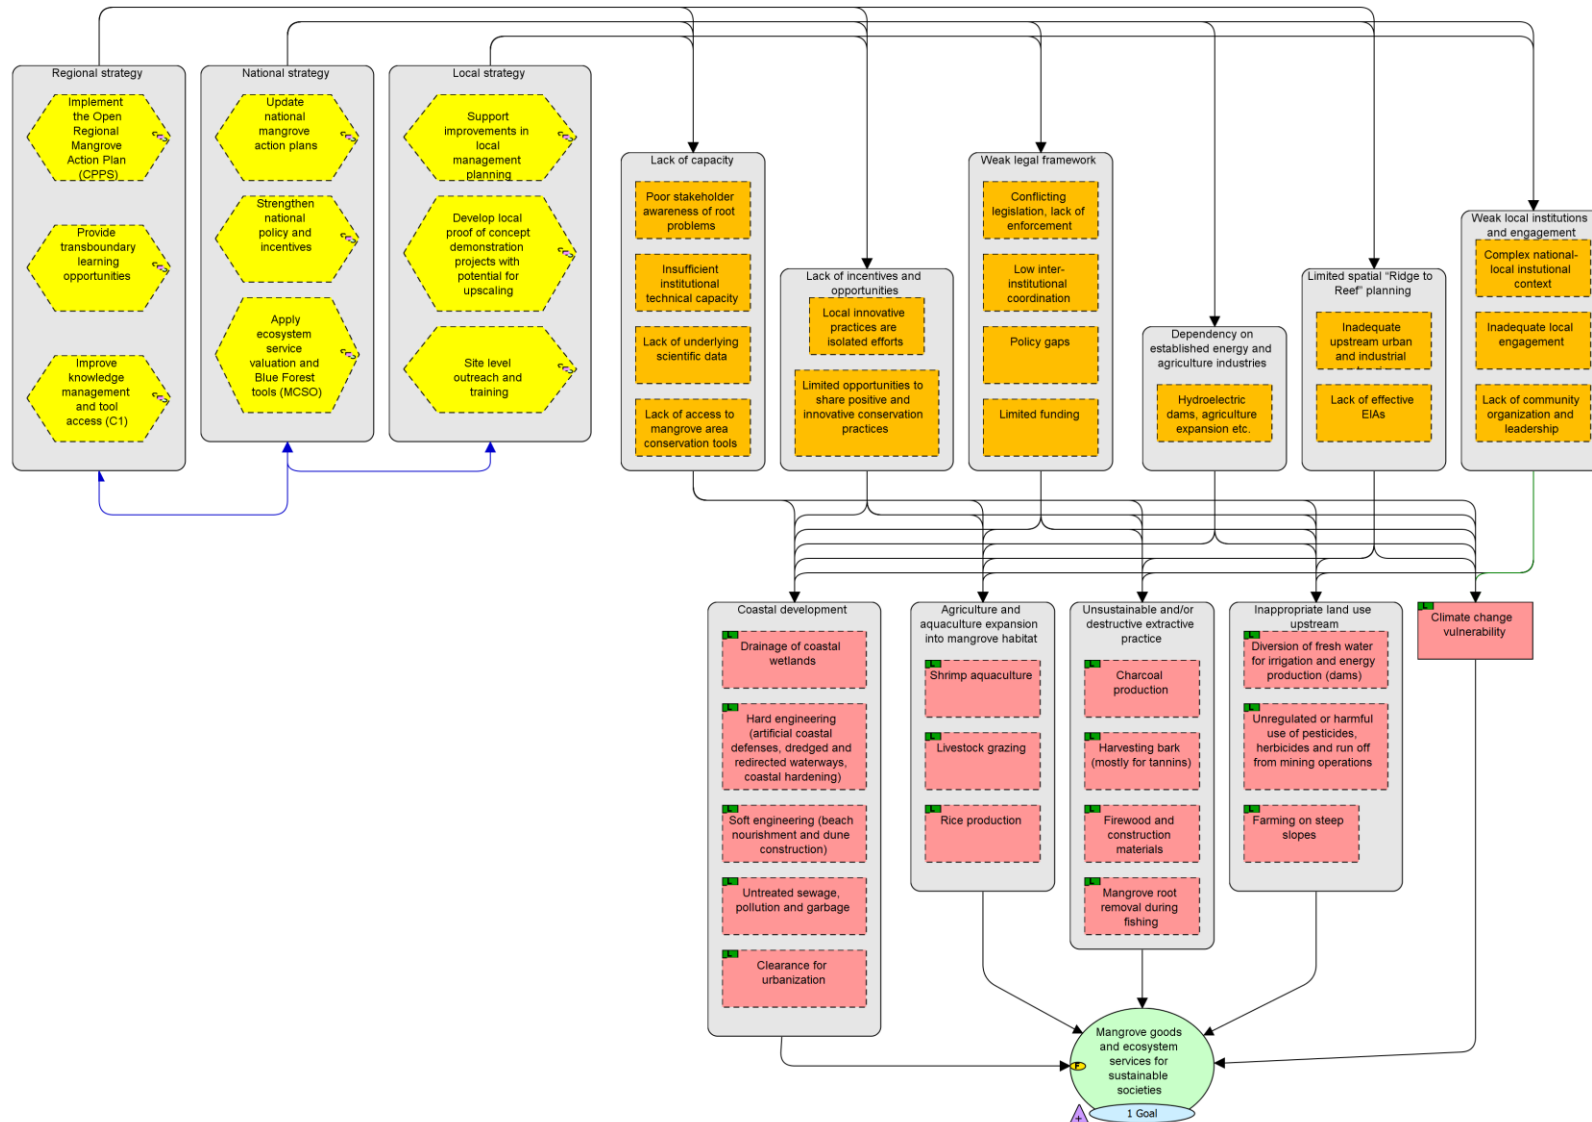 Regional strategy
Implement
the Open
Regional
Mangrove
Action Plan
(CPPS)
Provide
transboundary
learning
opportunities
Improve
knowledge
management
and tool
access (C1)
National strategy
Update
national
mangrove
action plans
Strengthen
national
policy and
incentives
Apply
ecosystem
service
valuation and
Blue Forest
tools (MCSO)
Local strategy
Support
improvements in
local
management
planning
Develop local
proof of concept
demonstration
projects with
potential for
upscaling
Site level
outreach and
training
Lack of capacity
Poor stakeholder
awareness of root
problems
Insufficient
institutional
technical capacity
Lack of underlying
scientific data
Lack of access to
mangrove area
conservation tools
Lack of incentives and
opportunities
Local innovative
practices are
isolated efforts
Limited opportunities to
share positive and
innovative conservation
practices
Weak legal framework
Conflicting
legislation, lack of
enforcement
Low inter-
institutional
coordination
Policy gaps
Limited funding
Dependency on
established energy and
agriculture industries
Hydroelectric
dams, agriculture
expansion etc.
Limited spatial "Ridge to
Reef" planning
Inadequate
upstream urban
and industrial
Lack of effective
EIAs
Weak local institutions
and engagement
Complex national-
local instutional
context
Inadequate local
engagement
Lack of community
organization and
leadership
Coastal development
L
Drainage of coastal
wetlands
L
Hard engineering
(artificial coastal
defenses, dredged and
redirected waterways,
coastal hardening)
L
Soft engineering (beach
nourishment and dune
construction)
L
Untreated sewage,
pollution and garbage
L
Clearance for
urbanization
Agriculture and
aquaculture expansion
into mangrove habitat
L
Shrimp aquaculture
L
Livestock grazing
L
Rice production
Unsustainable and/or
destructive extractive
practice
L
Charcoal
production
L
Harvesting bark
(mostly for tannins)
L
Firewood and
construction
materials
L
Mangrove root
removal during
fishing
Inappropriate land use
upstream
L
Diversion of fresh water
for irrigation and energy
production (dams)
L
Unregulated or harmful
use of pesticides,
herbicides and run off
from mining operations
L
Farming on steep
slopes
L
Climate change
vulnerability
Mangrove goods
and ecosystem
services for
sustainable
societies
F
+
1 Goal